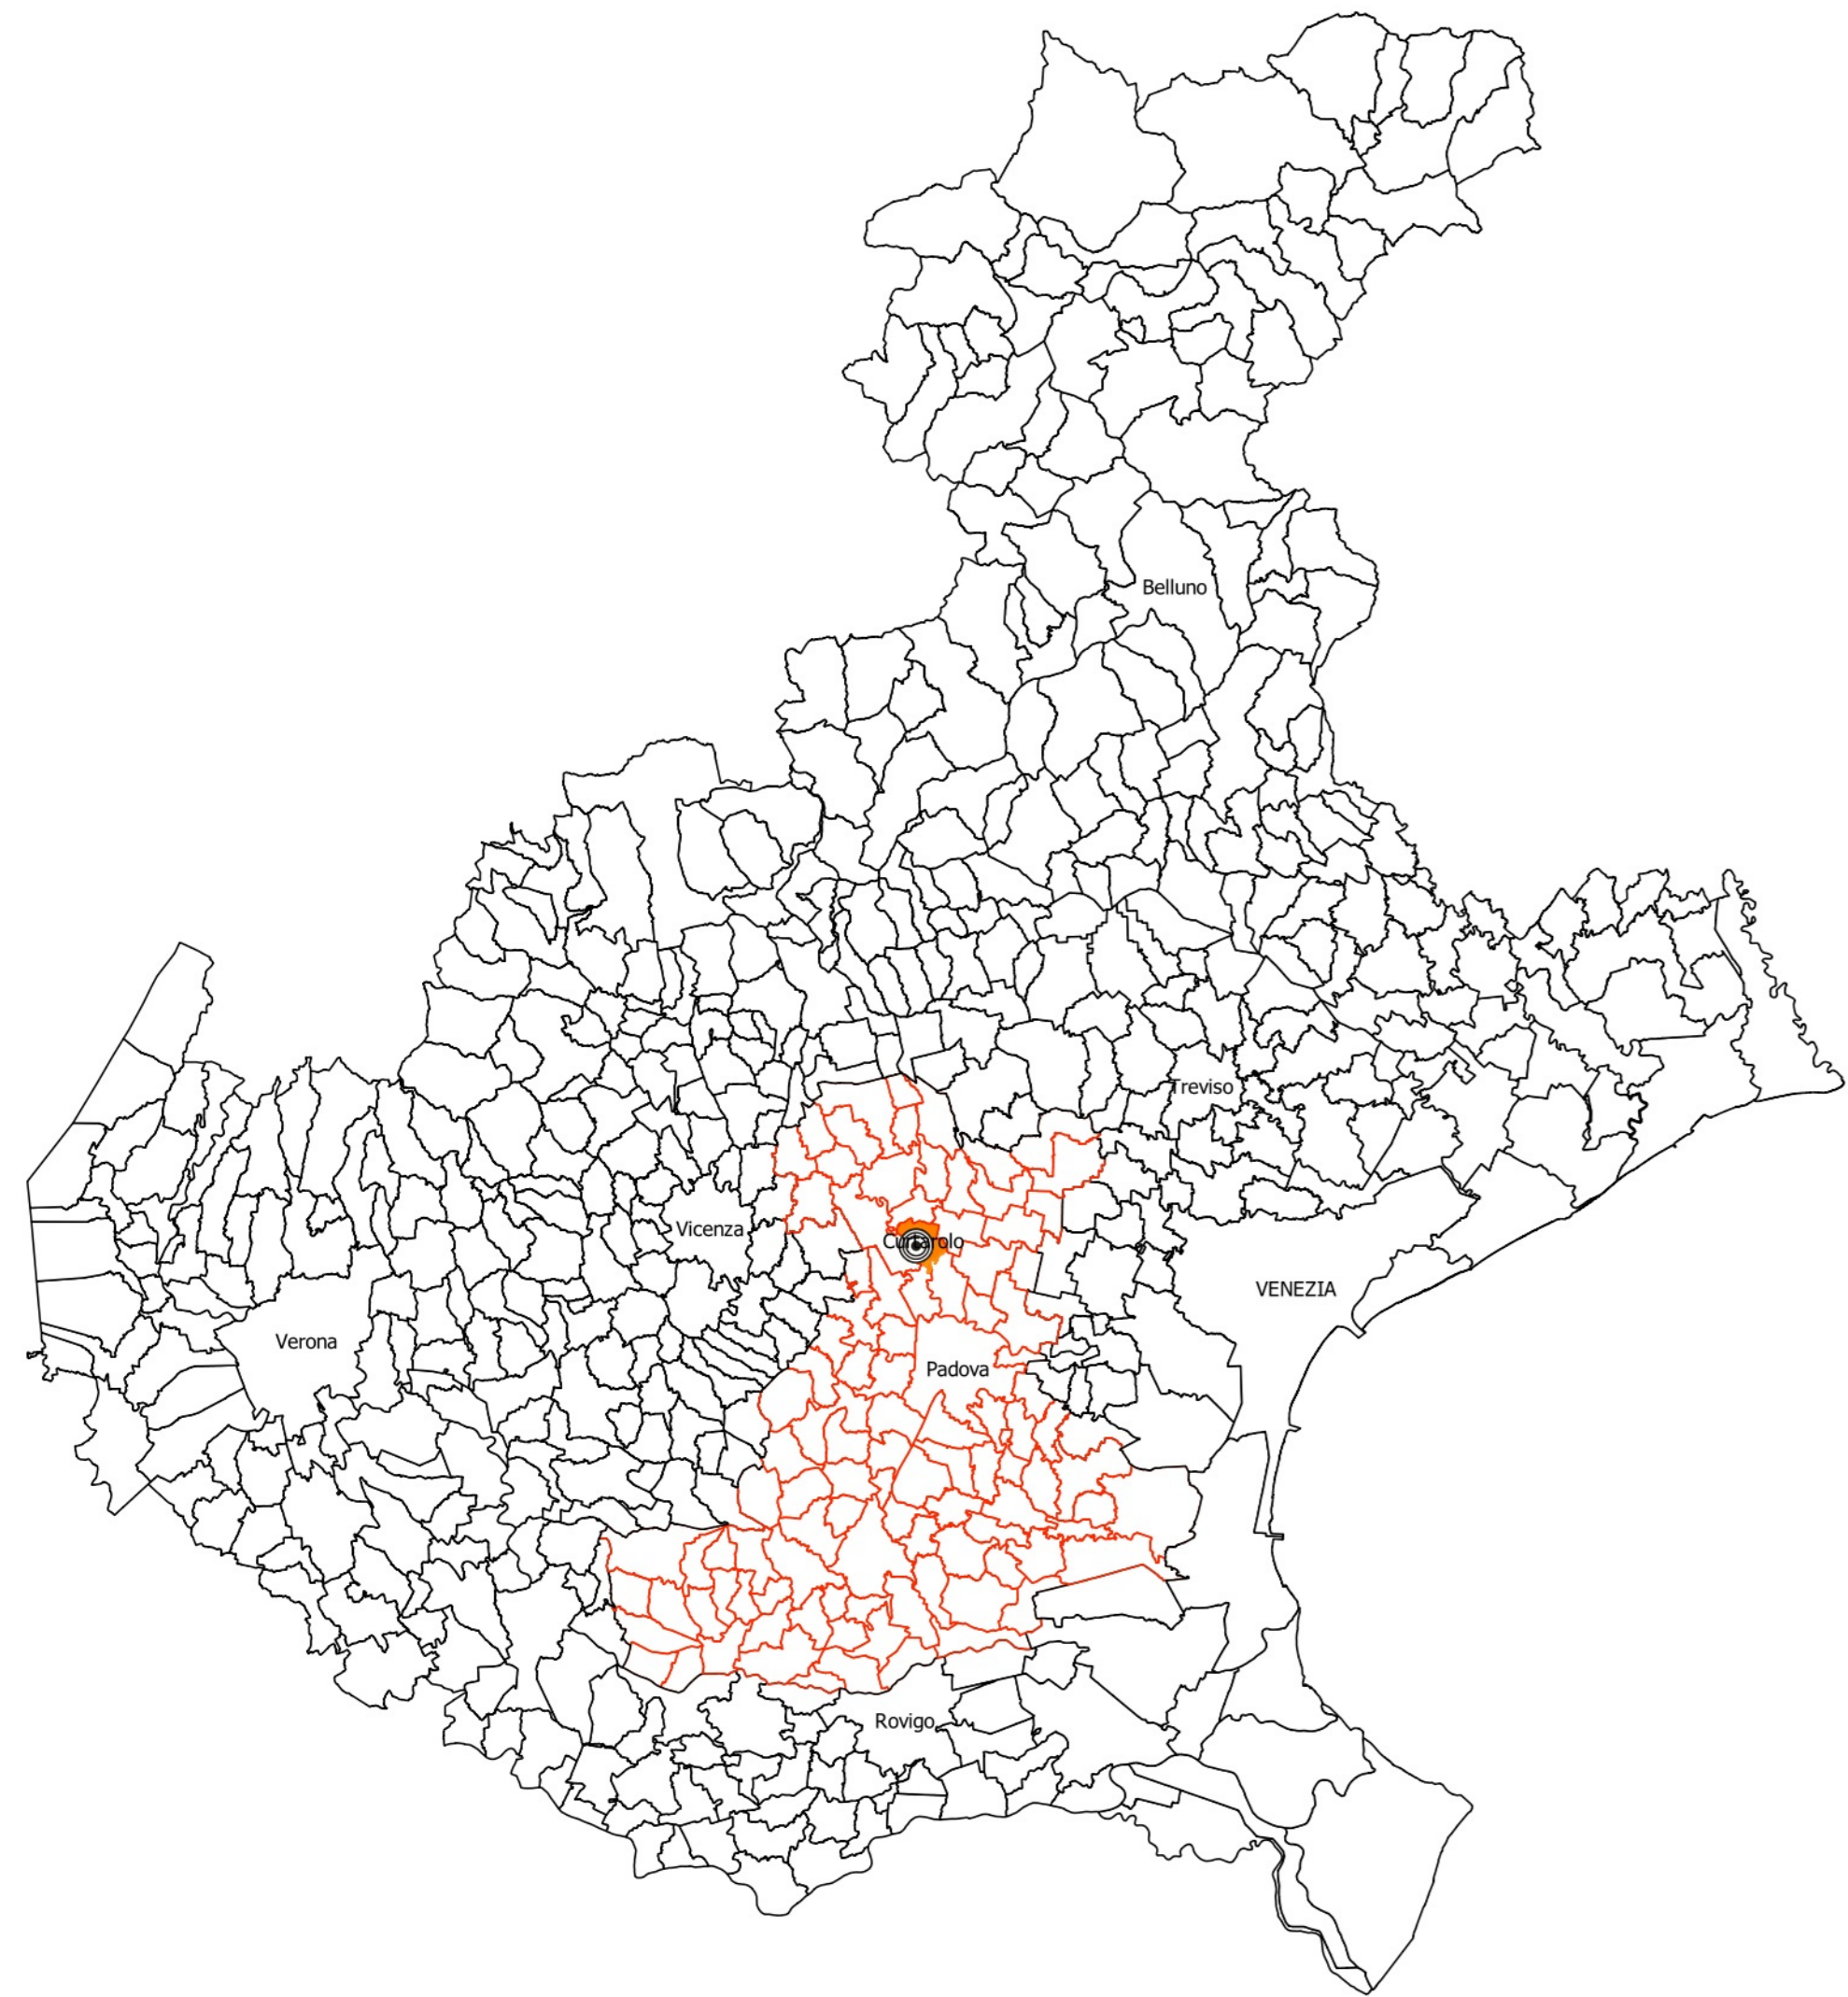 Belluno
Treviso
Vicenza
Curtarolo
VENEZIA
Verona
Padova
Rovigo